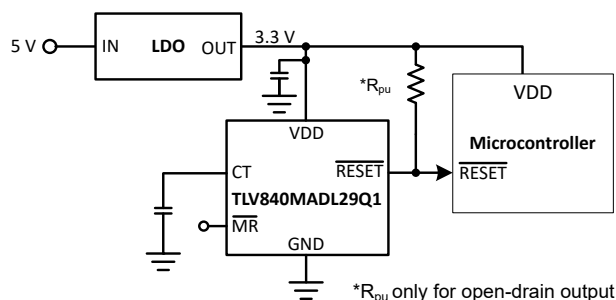 5 V
IN
LDO
OUT
3.3 V
*Rpu
VDD
Microcontroller
RESET
VDD
CT
RESET
TLV840MADL29Q1
MR
GND
*Rpu only for open-drain output